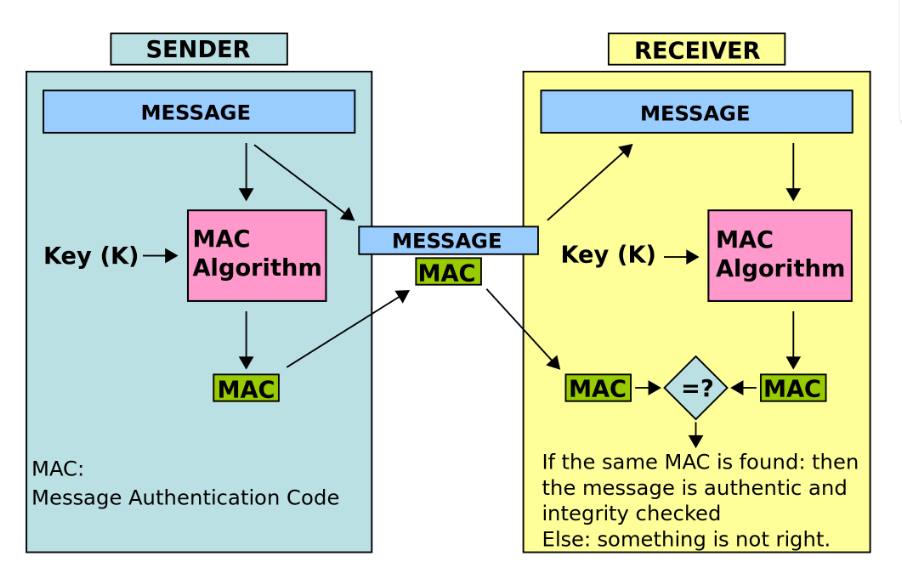 SENDER
RECEIVER
MESSAGE
MESSAGE
Key (K)
MAC
Algorithm
MESSAGE
MAC
Key (K)
MAC
Algorithm
MAC
MAC
=?
MAC
MAC:
Message Authentication Code
If the same MAC is found: then
the message is authentic and
integrity checked
Else: something is not right.